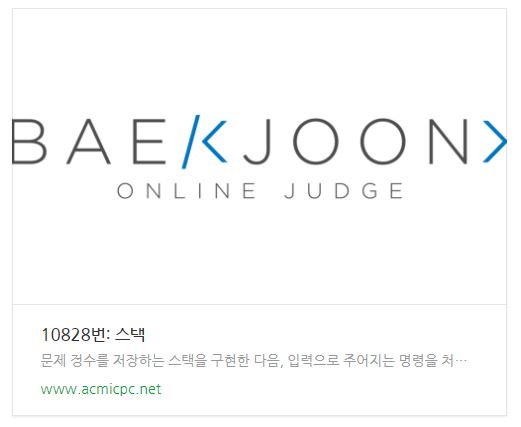 BAEKJOON>
ONLINE JUDGE
10828번: 스택
문제 정수를 저장하는 스택을 구현한 다음, 입력으로 주어지는 명령을 처…
www.acmicpc.net